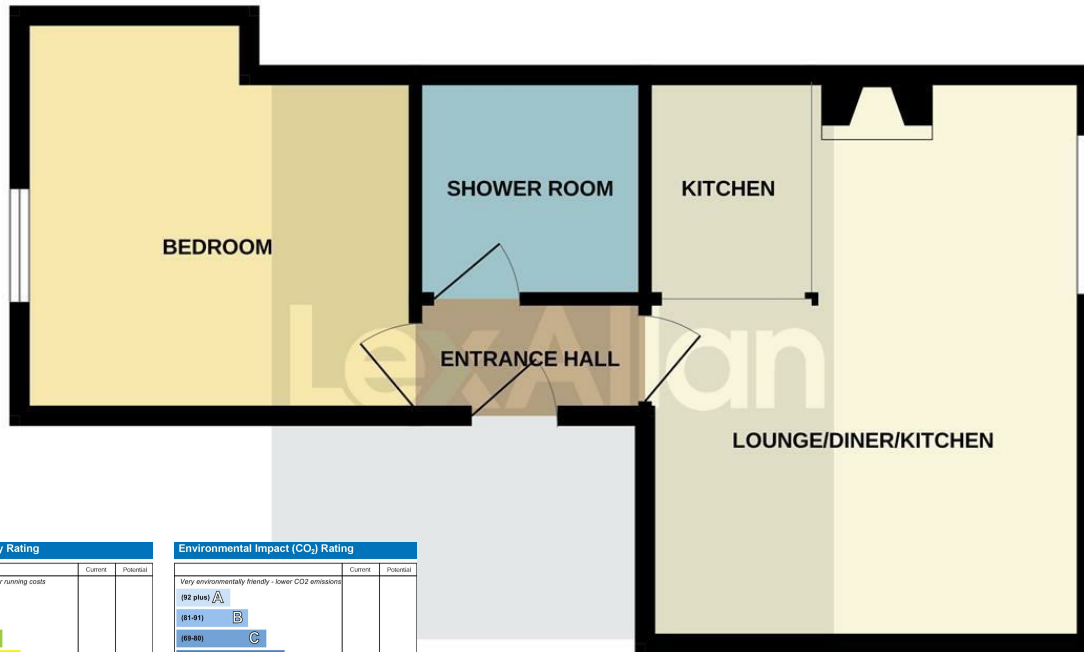 BEDROOM
SHOWER ROOM
KITCHEN
ENTRANCE HALL
LexAllan
LOUNGE/DINER/KITCHEN
y Rating
Current Potential
r running costs
Environmental Impact (CO₂) Rating
Current Potential
Very environmentally friendly - lower CO2 emissions
(92 plus) A
(81-91) B
(69-80) C